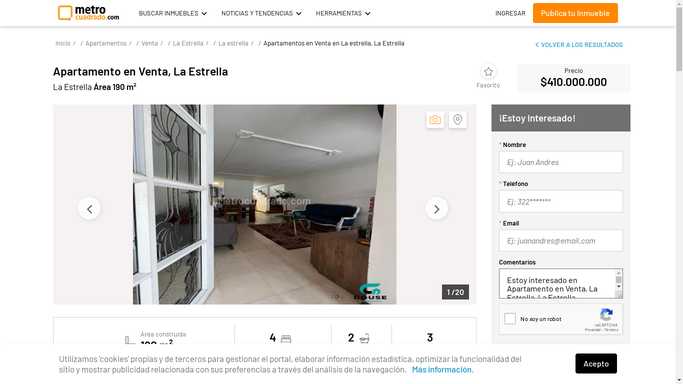 metro
cuadrado.com
BUSCAR INMUEBLES
NOTICIAS Y TENDENCIAS
HERRAMIENTAS
INGRESAR
Publica tu Inmueble
Inicio / / Apartamentos / / Venta / / La Estrella / / La estrella / / Apartamentos en Venta en La estrella, La Estrella
VOLVER A LOS RESULTADOS
Apartamento en Venta, La Estrella
La Estrella Área 190 m²
Favorito
Precio
$410.000.000
¡Estoy Interesado!
* Nombre
Ej: Juan Andres
* Telefono
Ej: 322*******
* Email
Ej: juanandres@email.com
Comentarios
Estoy interesado en
Apartamento en Venta, La
Estrella, La Estrella
No soy un robot
reCAPTCHA
Privacidad - Términos
metrocuadrado.com
HOUSE
1 / 20
Área construida
190 m²
4
2
3
Utilizamos 'cookies' propias y de terceros para gestionar el portal, elaborar información estadística, optimizar la funcionalidad del
sitio y mostrar publicidad relacionada con sus preferencias a través del análisis de la navegación. Más información.
Acepto